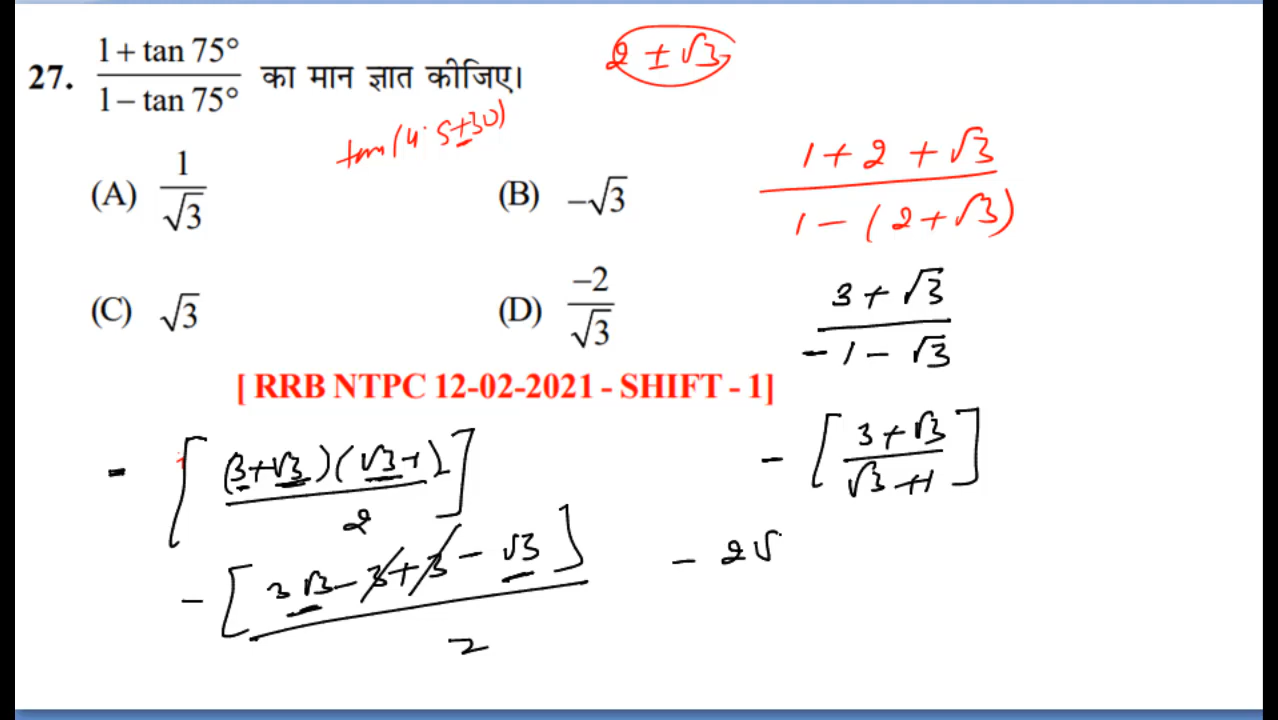 27. (1 + tan 75°)/(1 – tan 75°) का मान ज्ञात कीजिए।
2 ± √3
tan(45+30)
(A) 1/√3
(B) –√3
(1 + 2 + √3)/(1 – (2 + √3))
(C) √3
(D) –2/√3
(3 + √3)/(–1 – √3)
[ RRB NTPC 12-02-2021 - SHIFT - 1]
– [(3 + √3)/(√3 + 1)]
– [(3+√3)(√3-1)/2]
– [(3√3 – 3 + 3 – √3)/2]
– 2√